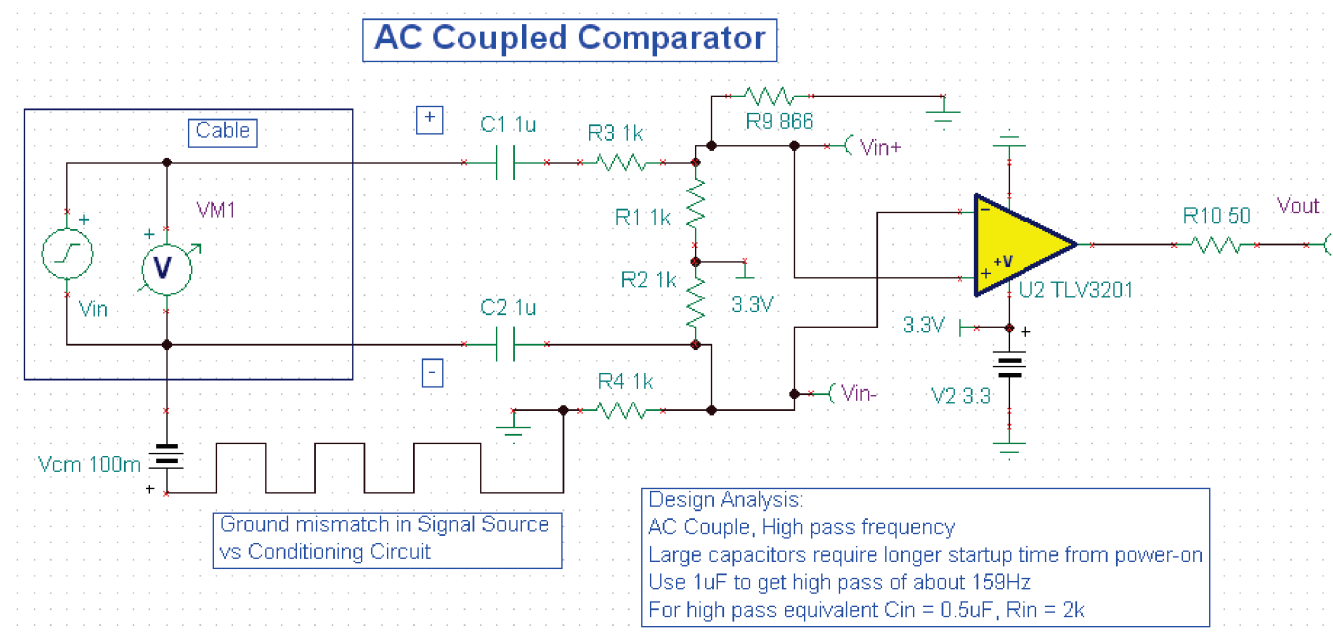 AC Coupled Comparator
Cable
+
C1 1u
R3 1k
R9 866
Vin+
VM1
+
+
V
Vin
R1 1k
R2 1k
3.3V
C2 1u
-
R4 1k
Vin-
-
+
+V
U2 TLV3201
R10 50
Vout
3.3V
+
V2 3.3
Vcm 100m
+
Ground mismatch in Signal Source
vs Conditioning Circuit
Design Analysis:
AC Couple, High pass frequency
Large capacitors require longer startup time from power-on
Use 1uF to get high pass of about 159Hz
For high pass equivalent Cin = 0.5uF, Rin = 2k